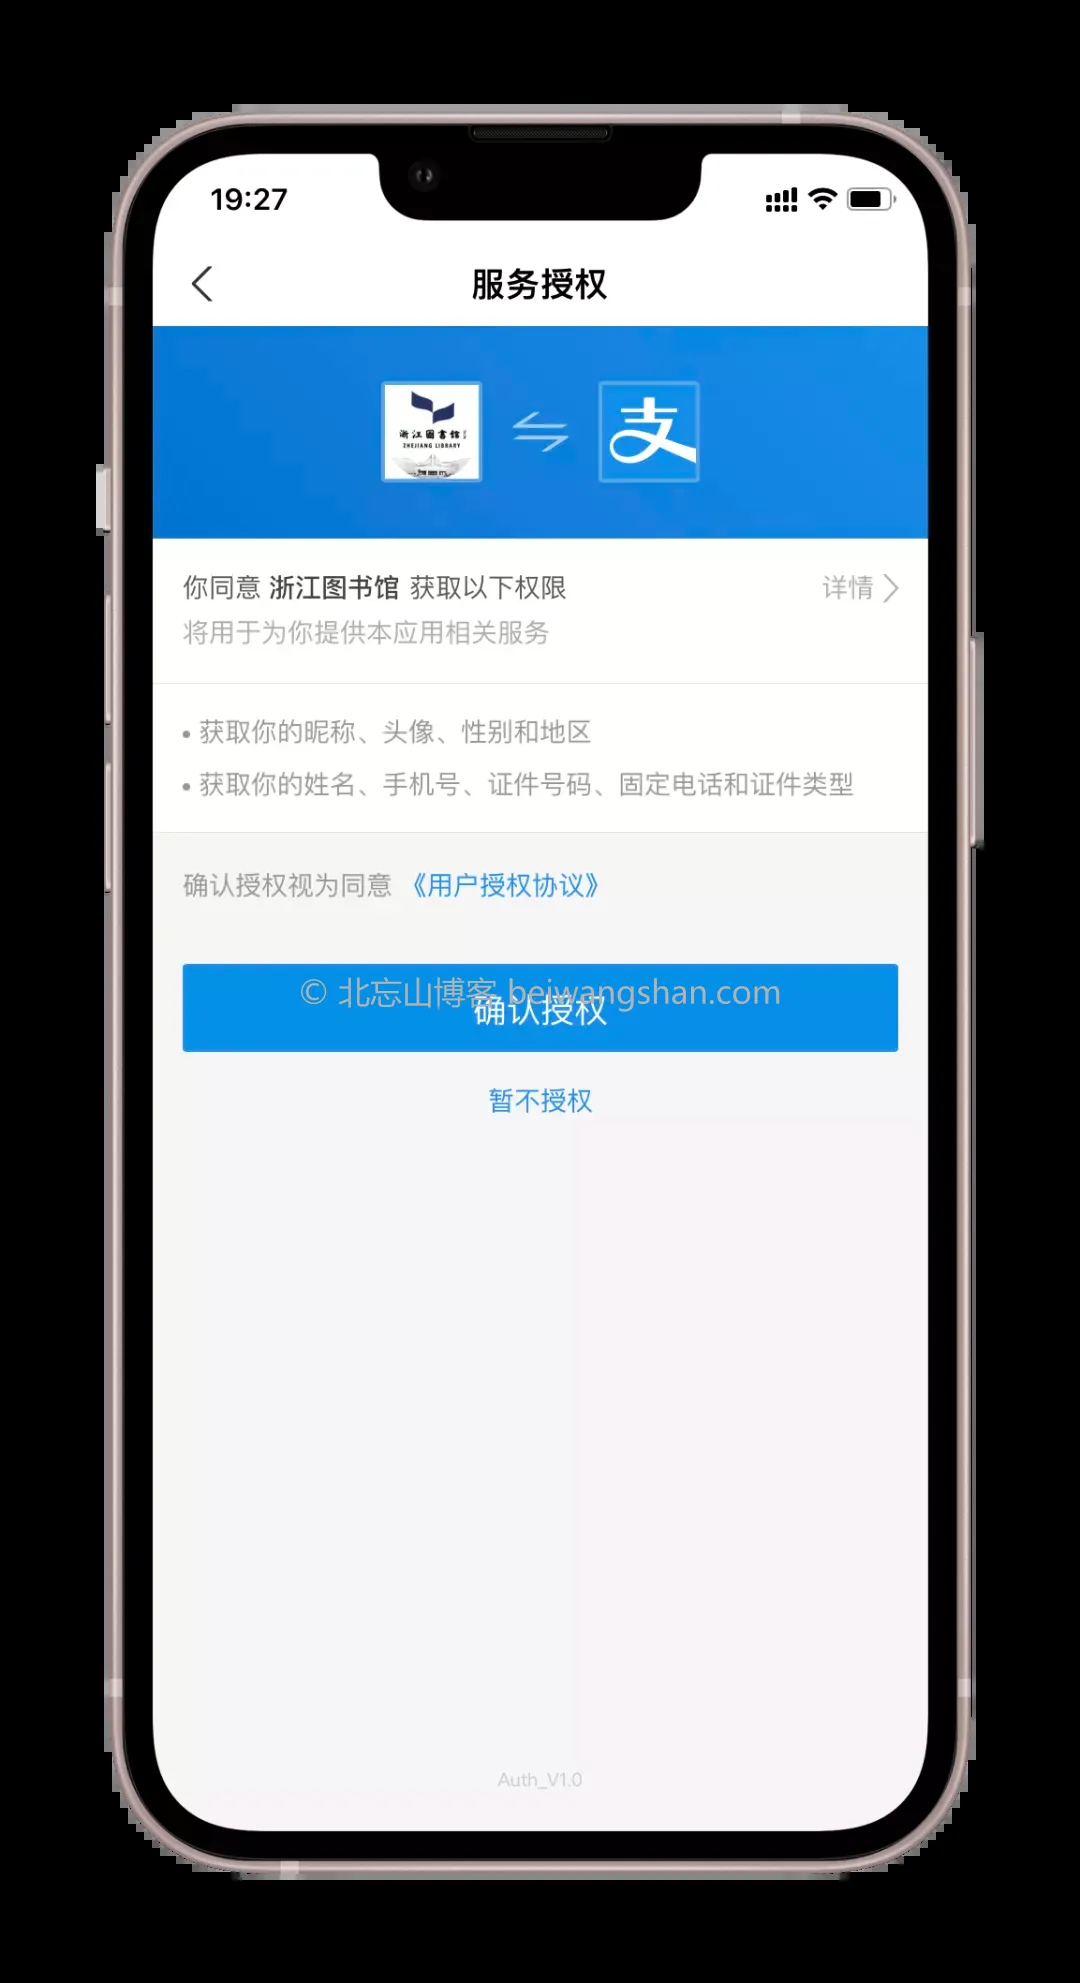 19:27
服务授权
浙江图书馆
ZHEJIANG LIBRARY
支
你同意 浙江图书馆 获取以下权限
详情
将用于为你提供本应用相关服务
• 获取你的昵称、头像、性别和地区
• 获取你的姓名、手机号、证件号码、固定电话和证件类型
确认授权视为同意 《用户授权协议》
© 北忘山博客 beiwangshan.com
确认授权
暂不授权
Auth_V1.0